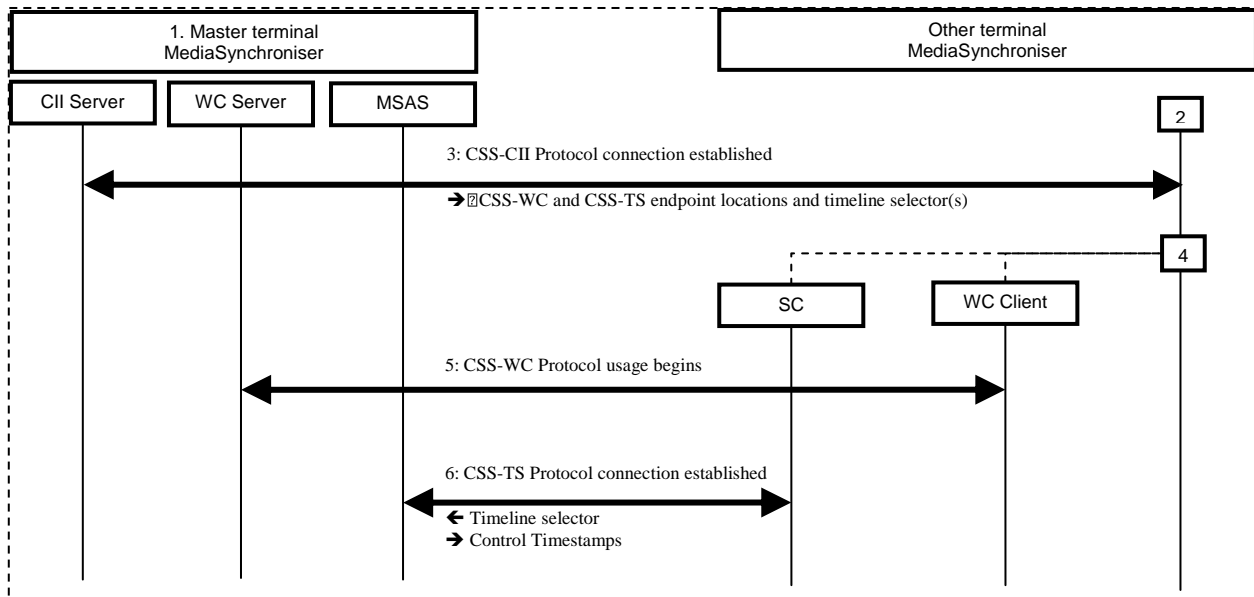 1. Master terminal
MediaSynchroniser
Other terminal
MediaSynchroniser
CII Server
WC Server
MSAS
2
3: CSS-CII Protocol connection established
➔ ⍰CSS-WC and CSS-TS endpoint locations and timeline selector(s)
4
SC
WC Client
5: CSS-WC Protocol usage begins
6: CSS-TS Protocol connection established
🡸 Timeline selector
➔ Control Timestamps